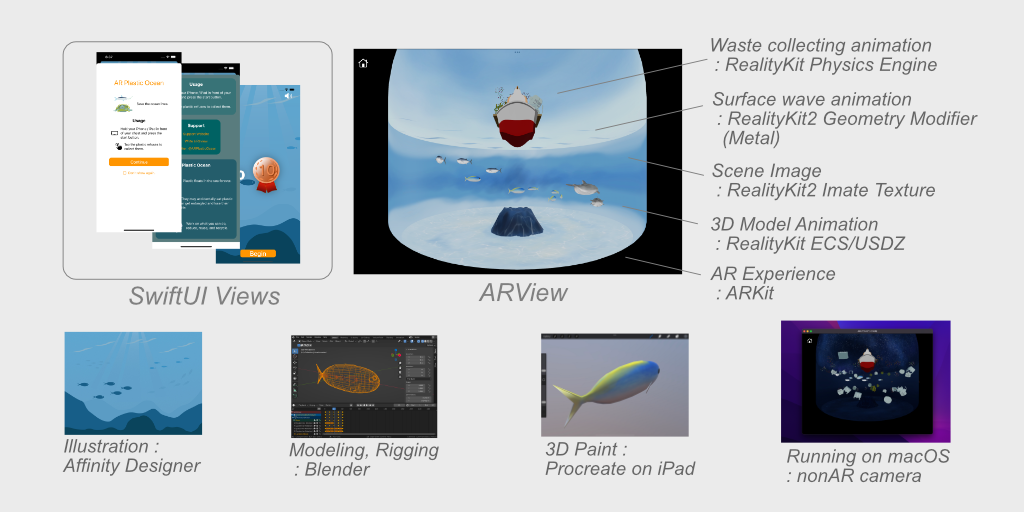 AR Plastic Ocean
Save the ocean free.
Usage
Continue
Usage
Support
Plastic Ocean
10
Begin
SwiftUI Views
ARView
Waste collecting animation
: RealityKit Physics Engine
Surface wave animation
: RealityKit2 Geometry Modifier
(Metal)
Scene Image
: RealityKit2 Imate Texture
3D Model Animation
: RealityKit ECS/USDZ
AR Experience
: ARKit
Illustration :
Affinity Designer
Modeling, Rigging
: Blender
3D Paint :
Procreate on iPad
Running on macOS
: nonAR camera